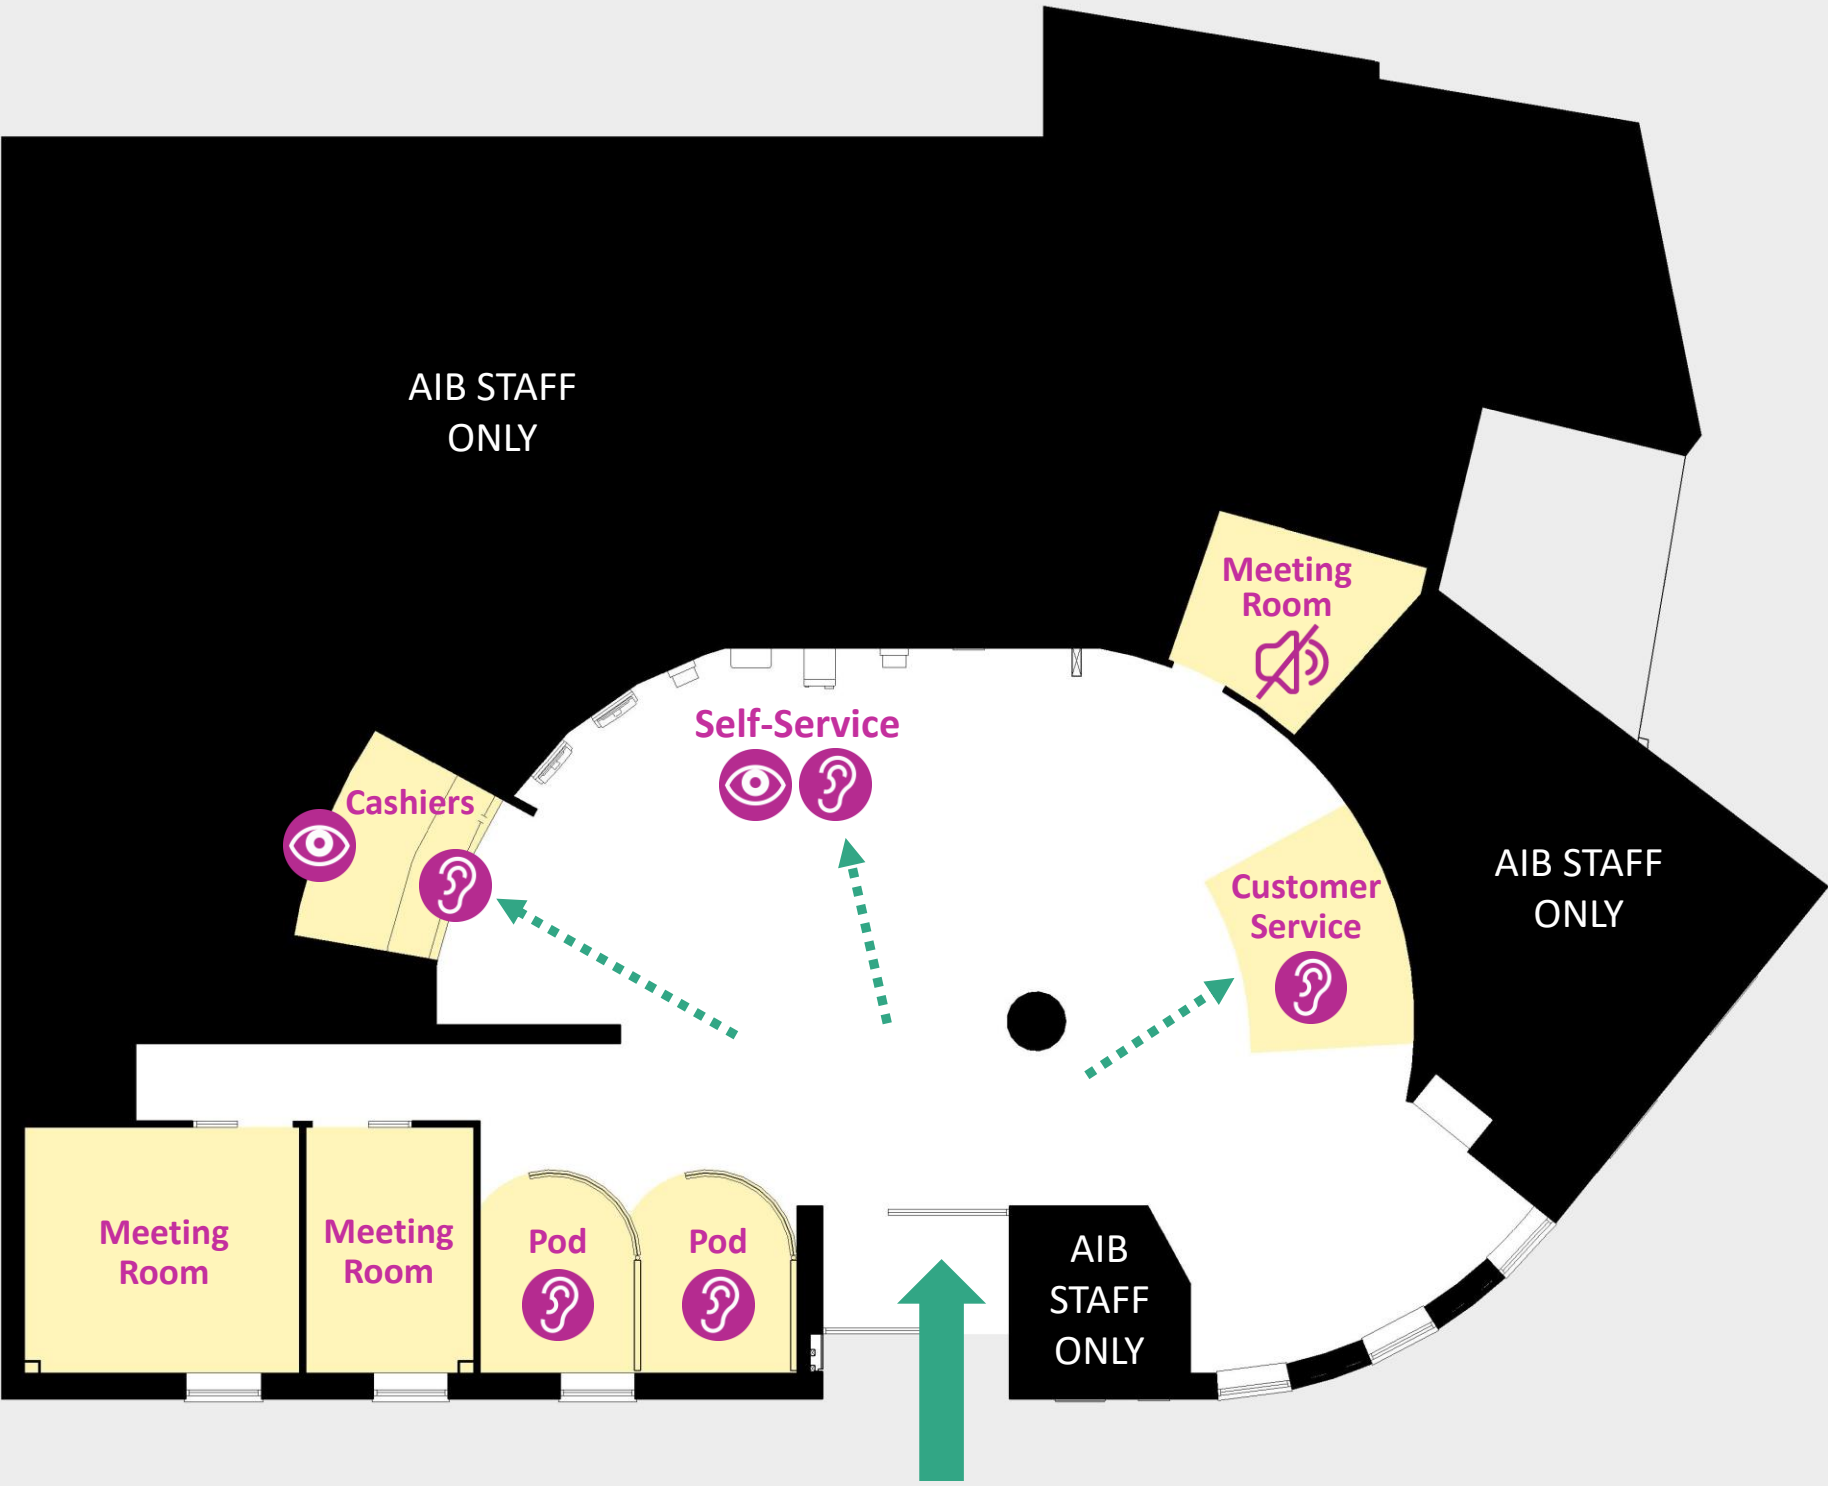 AIB STAFF
ONLY
Meeting
Room
Self-Service
Cashiers
Customer
Service
AIB STAFF
ONLY
Meeting
Room
Meeting
Room
Pod
Pod
AIB
STAFF
ONLY